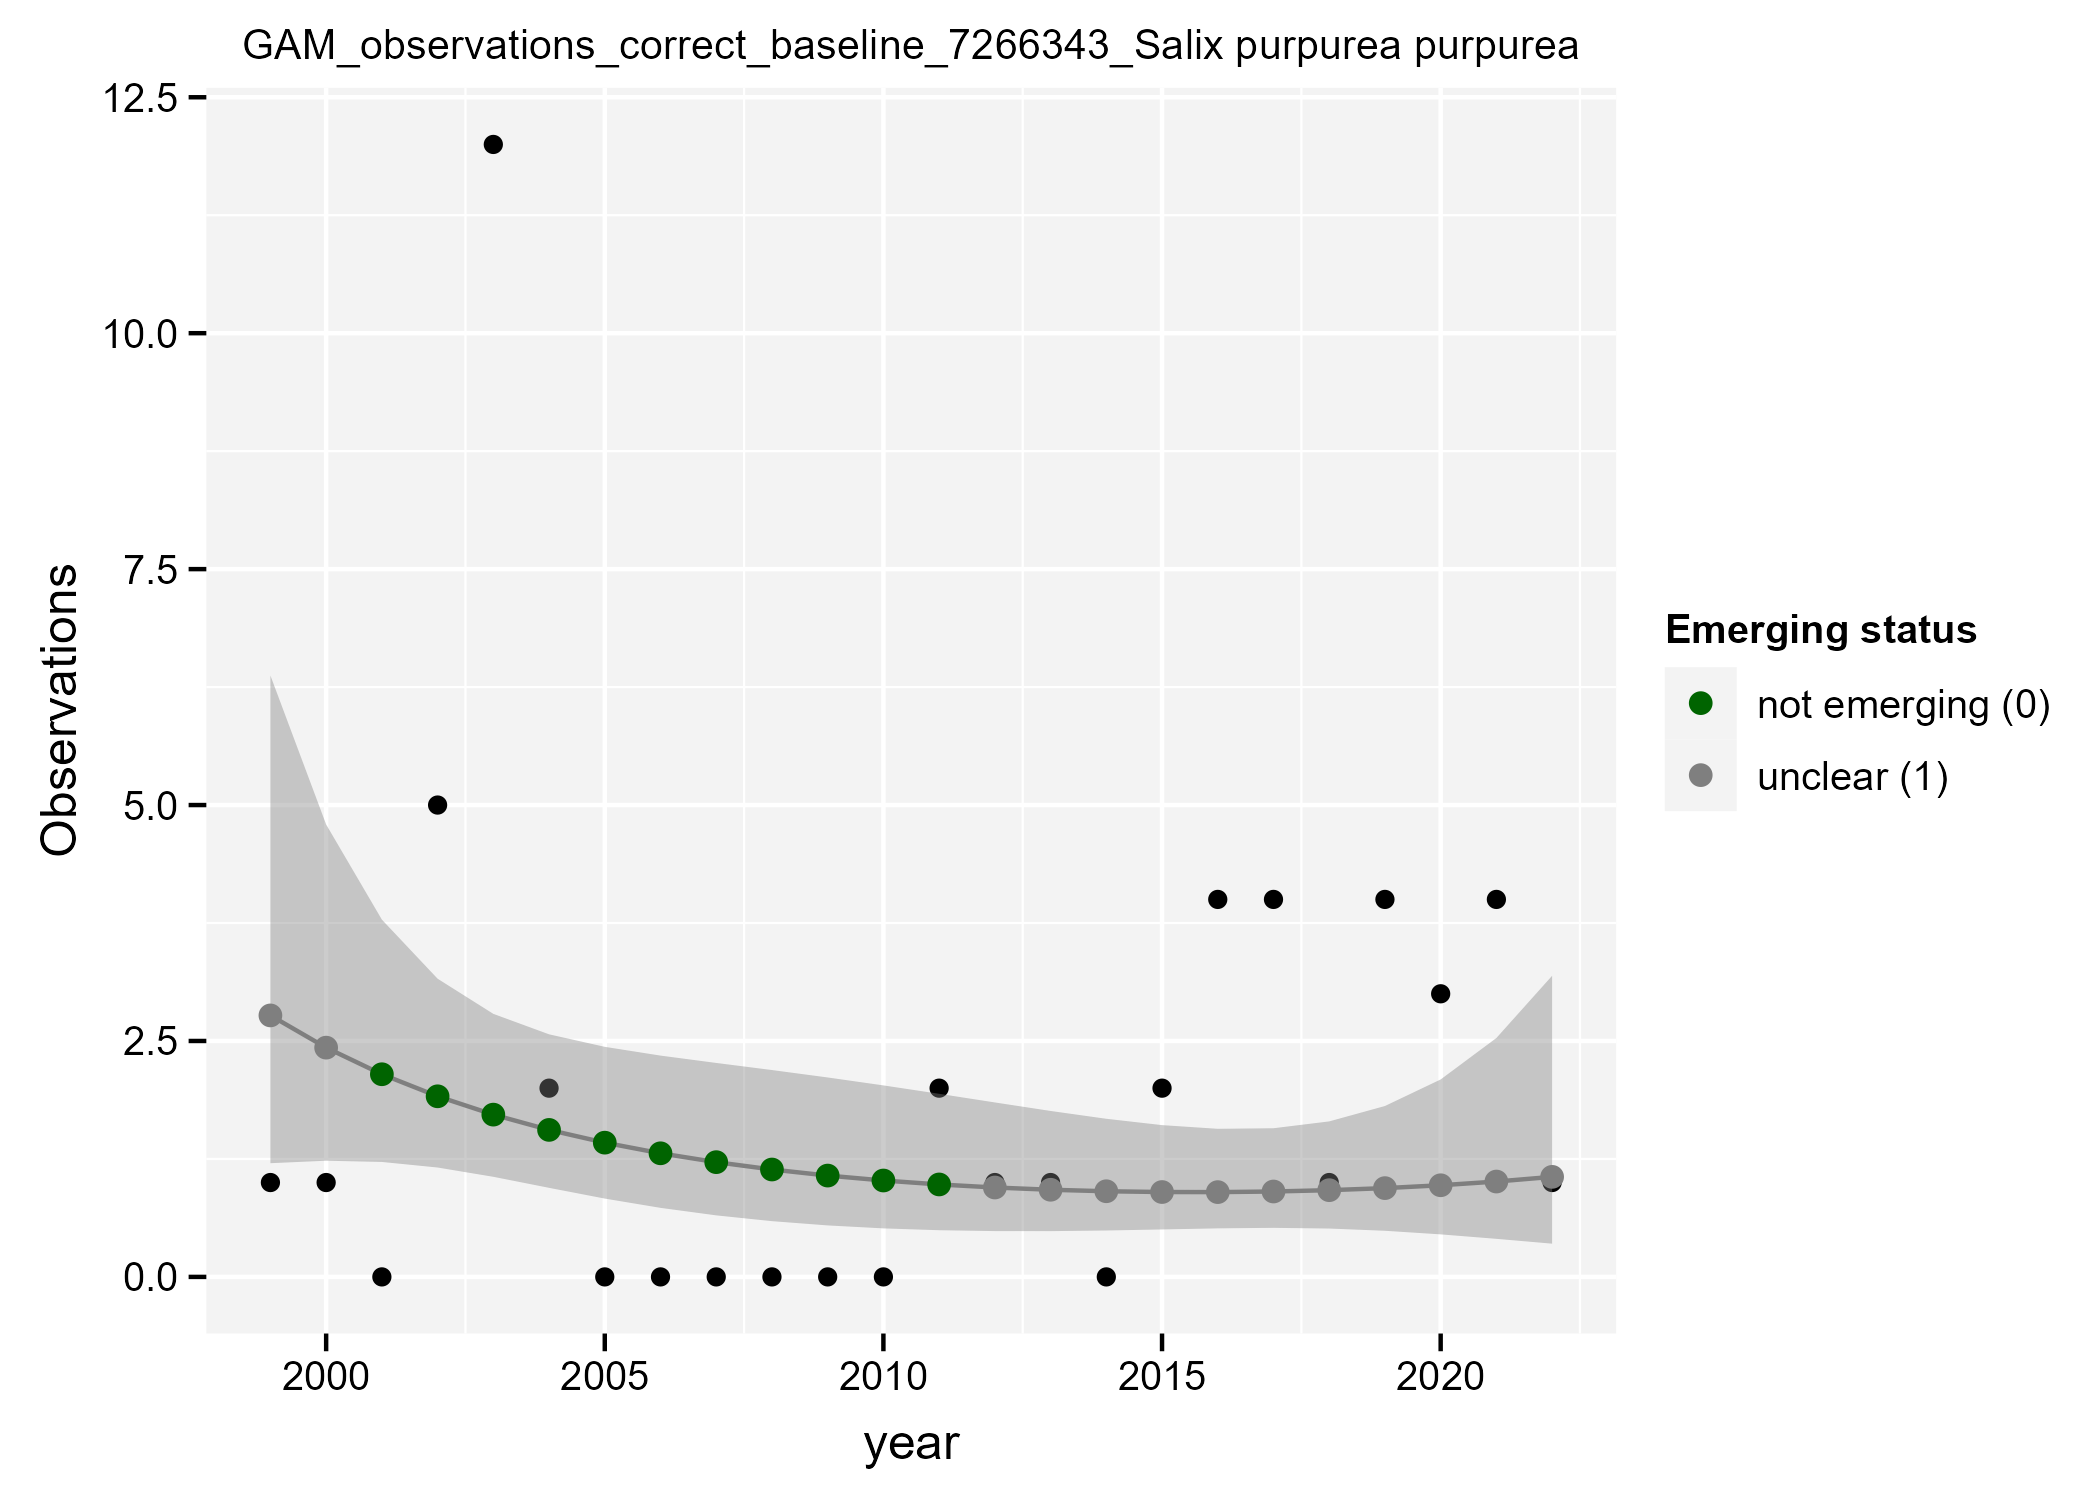 GAM_observations_correct_baseline_7266343_Salix purpurea purpurea
12.5
10.0
7.5
5.0
2.5
0.0
Observations
2000 2005 2010 2015 2020
year
Emerging status
not emerging (0)
unclear (1)